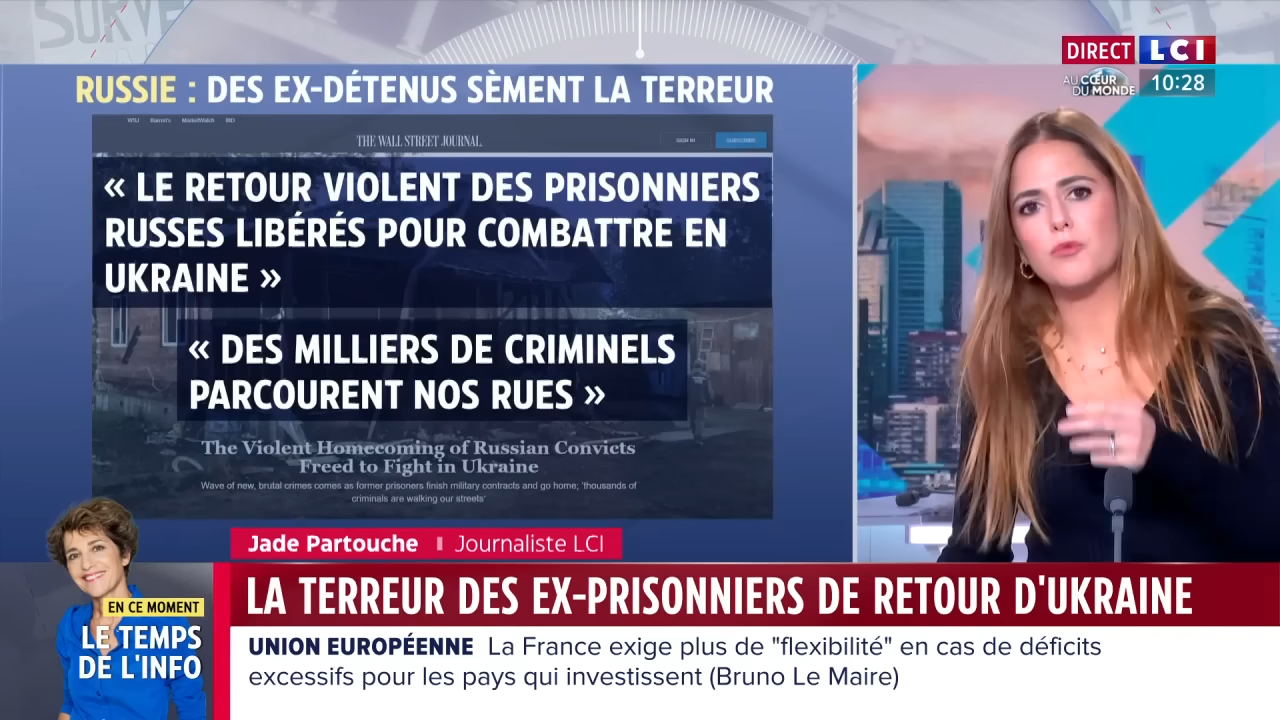 SURVE
DIRECT LCI
AU CŒUR
DU MONDE
10:28
RUSSIE : DES EX-DÉTENUS SÈMENT LA TERREUR
WSJ Barron's MarketWatch IBD
THE WALL STREET JOURNAL.
SIGN IN
SUBSCRIBE
« LE RETOUR VIOLENT DES PRISONNIERS
RUSSES LIBÉRÉS POUR COMBATTRE EN
UKRAINE »
« DES MILLIERS DE CRIMINELS
PARCOURENT NOS RUES »
The Violent Homecoming of Russian Convicts
Freed to Fight in Ukraine
Wave of new, brutal crimes comes as former prisoners finish military contracts and go home; 'thousands of
criminals are walking our streets'
Jade Partouche Journaliste LCI
EN CE MOMENT
LE TEMPS
DE L'INFO
LA TERREUR DES EX-PRISONNIERS DE RETOUR D'UKRAINE
UNION EUROPÉENNE La France exige plus de "flexibilité" en cas de déficits
excessifs pour les pays qui investissent (Bruno Le Maire)